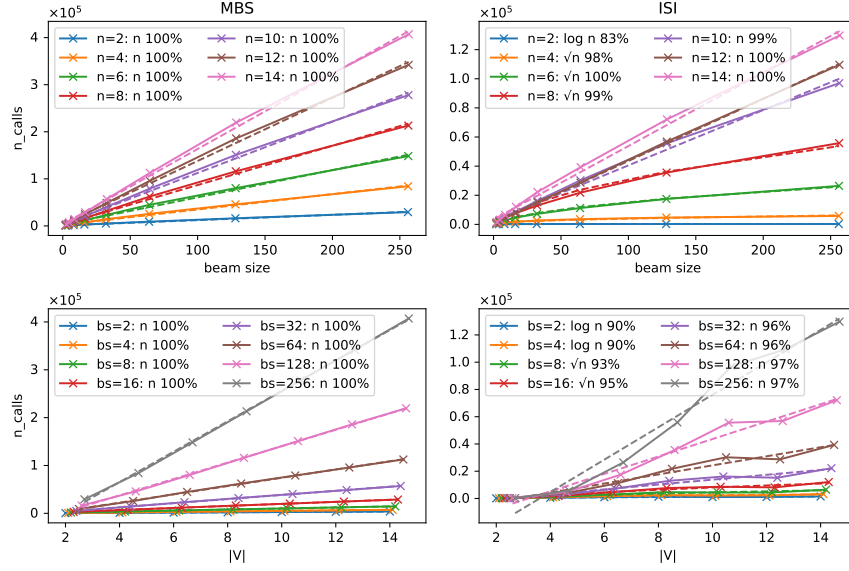 MBS
×10⁵
n=2: n 100%
n=4: n 100%
n=6: n 100%
n=8: n 100%
n=10: n 100%
n=12: n 100%
n=14: n 100%
4
3
2
1
0
n_calls
0 50 100 150 200 250
beam size
ISI
×10⁵
n=2: log n 83%
n=4: √n 98%
n=6: √n 100%
n=8: √n 99%
n=10: n 99%
n=12: n 100%
n=14: n 100%
1.2
1.0
0.8
0.6
0.4
0.2
0.0
0 50 100 150 200 250
beam size
×10⁵
bs=2: n 100%
bs=4: n 100%
bs=8: n 100%
bs=16: n 100%
bs=32: n 100%
bs=64: n 100%
bs=128: n 100%
bs=256: n 100%
4
3
2
1
0
n_calls
2 4 6 8 10 12 14
|V|
×10⁵
bs=2: log n 90%
bs=4: log n 90%
bs=8: √n 93%
bs=16: √n 95%
bs=32: n 96%
bs=64: n 96%
bs=128: n 97%
bs=256: n 97%
1.2
1.0
0.8
0.6
0.4
0.2
0.0
2 4 6 8 10 12 14
|V|